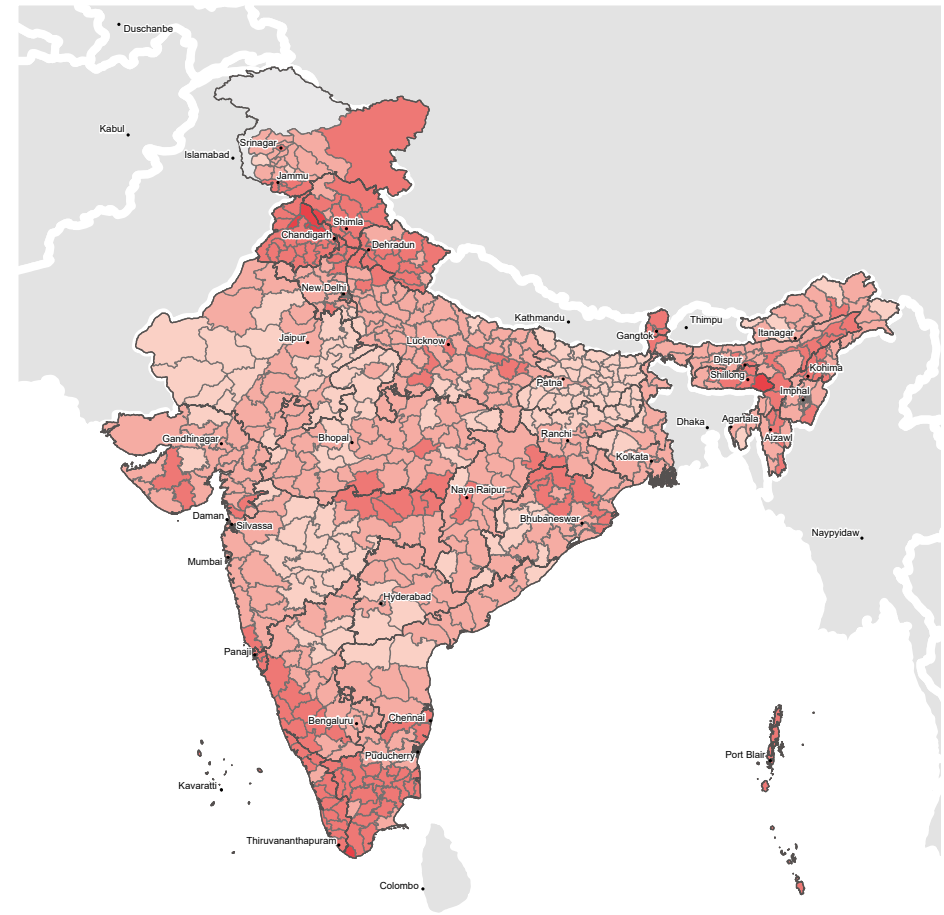 Duschanbe
Kabul
Islamabad
Srinagar
Jammu
Shimla
Chandigarh
Dehradun
New Delhi
Kathmandu
Thimpu
Gangtok
Itanagar
Jaipur
Lucknow
Dispur
Kohima
Shillong
Patna
Imphal
Dhaka
Agartala
Gandhinagar
Bhopal
Ranchi
Aizawl
Kolkata
Naya Raipur
Daman
Silvassa
Bhubaneswar
Naypyidaw
Mumbai
Hyderabad
Panaji
Bengaluru
Chennai
Puducherry
Port Blair
Kavaratti
Thiruvananthapuram
Colombo